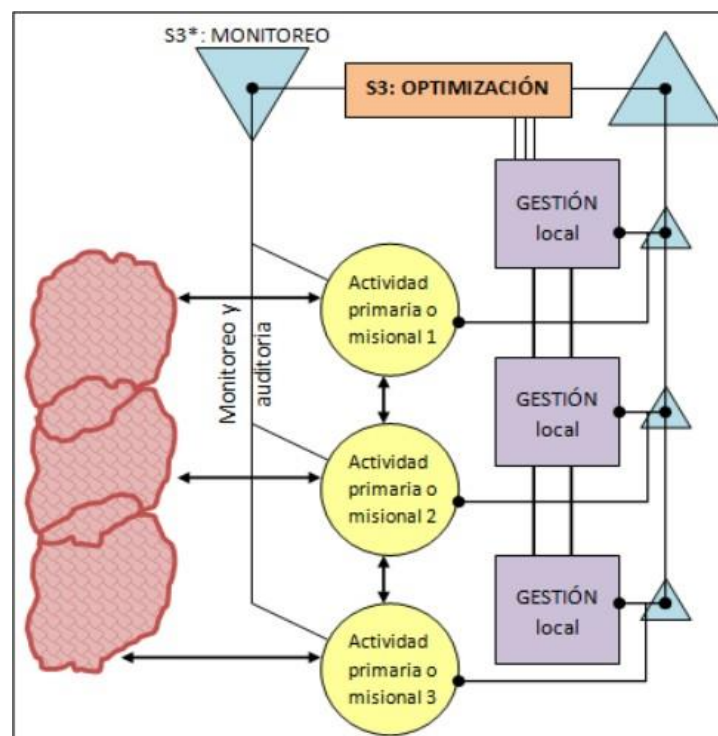 S3*: MONITOREO
S3: OPTIMIZACIÓN
GESTIÓN
local
Actividad
primaria o
misional 1
Monitoreo y
auditoria
GESTIÓN
local
Actividad
primaria o
misional 2
GESTIÓN
local
Actividad
primaria o
misional 3